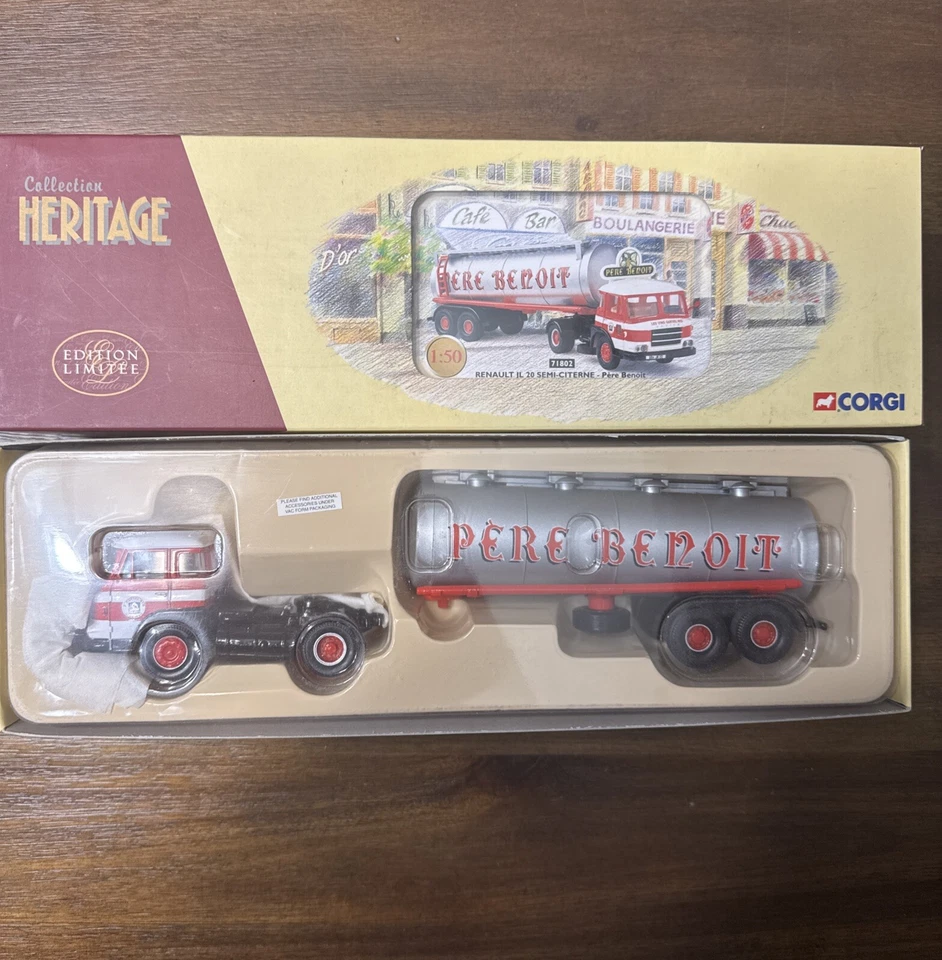 Collection
HERITAGE
EDITION
LIMITÉE
D'or
Café
Bar
BOULANGERIE
PÈRE BENOIT
PÈRE BENOIT
1:50
71802
RENAULT JL 20 SEMI-CITERNE - Père Benoit
CORGI
PLEASE FIND ADDITIONAL
ACCESSORIES UNDER
VAC FORM PACKAGING
PÈRE BENOIT